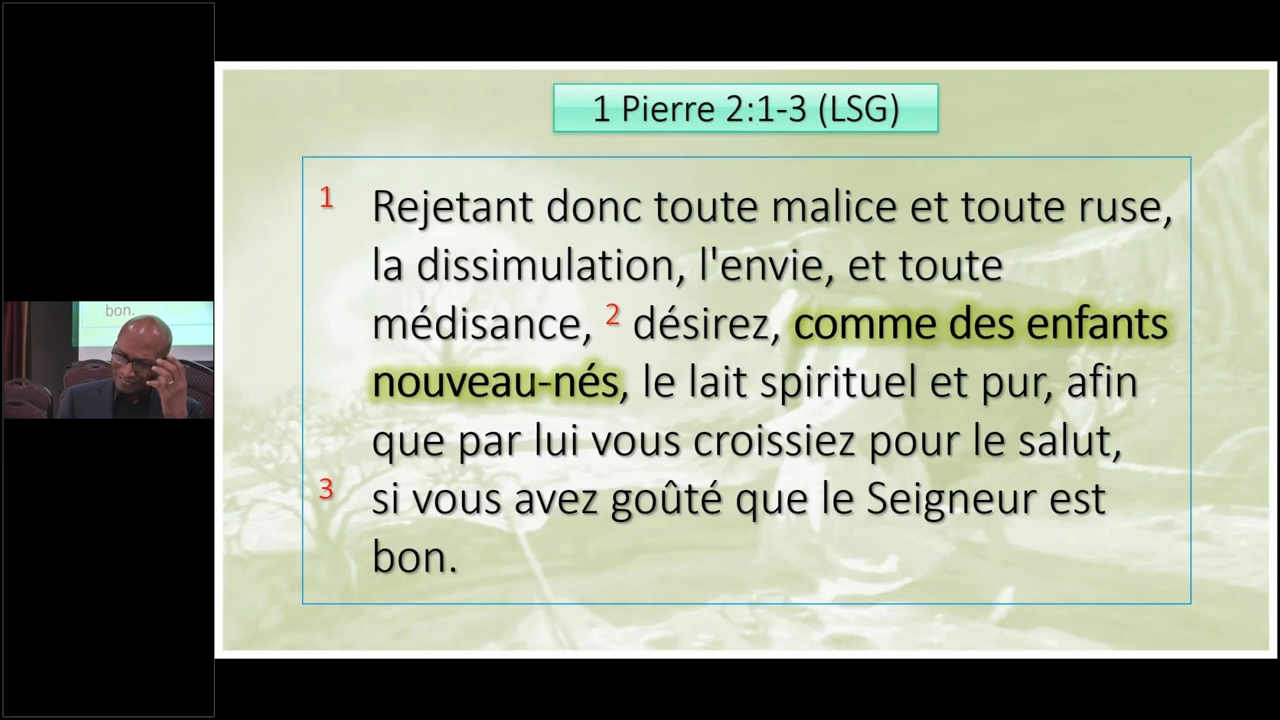 1 Pierre 2:1-3 (LSG)
1 Rejetant donc toute malice et toute ruse,
la dissimulation, l'envie, et toute
médisance, 2 désirez, comme des enfants
nouveau-nés, le lait spirituel et pur, afin
que par lui vous croissiez pour le salut,
3 si vous avez goûté que le Seigneur est
bon.
bon.